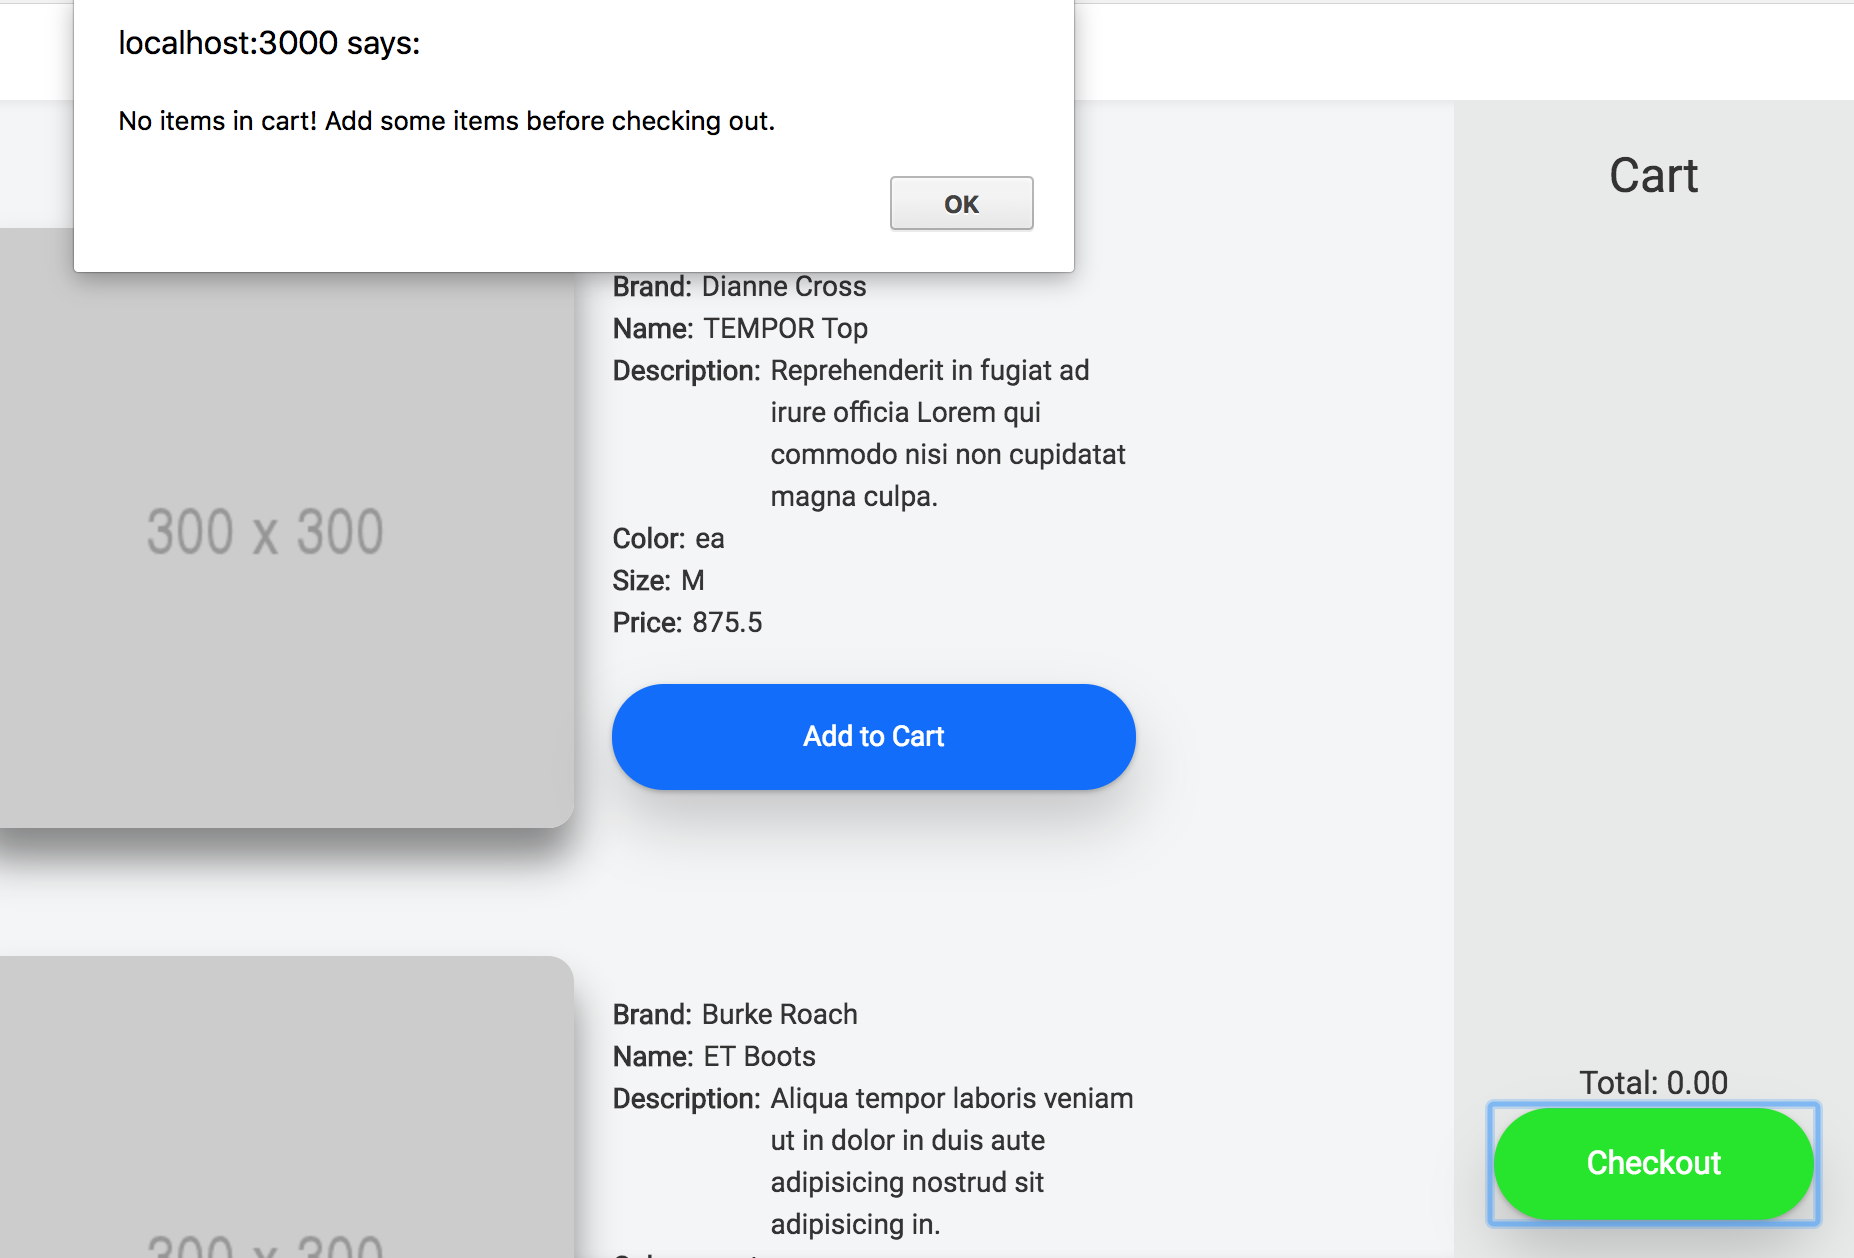 localhost:3000 says:
No items in cart! Add some items before checking out.
OK
Cart
300 x 300
Brand: Dianne Cross
Name: TEMPOR Top
Description: Reprehenderit in fugiat ad
irure officia Lorem qui
commodo nisi non cupidatat
magna culpa.
Color: ea
Size: M
Price: 875.5
Add to Cart
300 x 300
Brand: Burke Roach
Name: ET Boots
Description: Aliqua tempor laboris veniam
ut in dolor in duis aute
adipisicing nostrud sit
adipisicing in.
Total: 0.00
Checkout